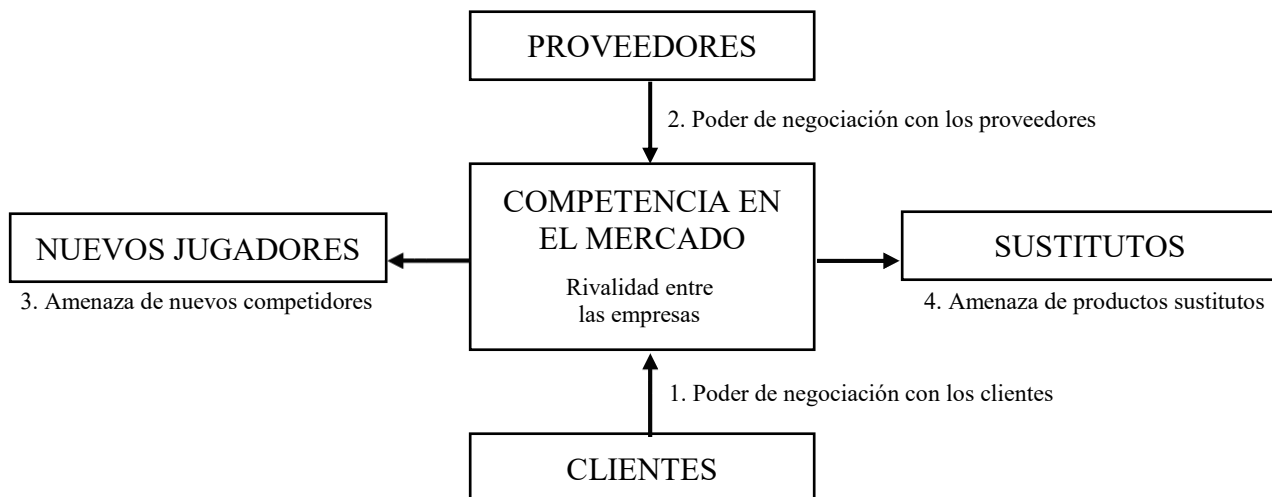 PROVEEDORES
2. Poder de negociación con los proveedores
COMPETENCIA EN
EL MERCADO
Rivalidad entre
las empresas
NUEVOS JUGADORES
3. Amenaza de nuevos competidores
SUSTITUTOS
4. Amenaza de productos sustitutos
1. Poder de negociación con los clientes
CLIENTES